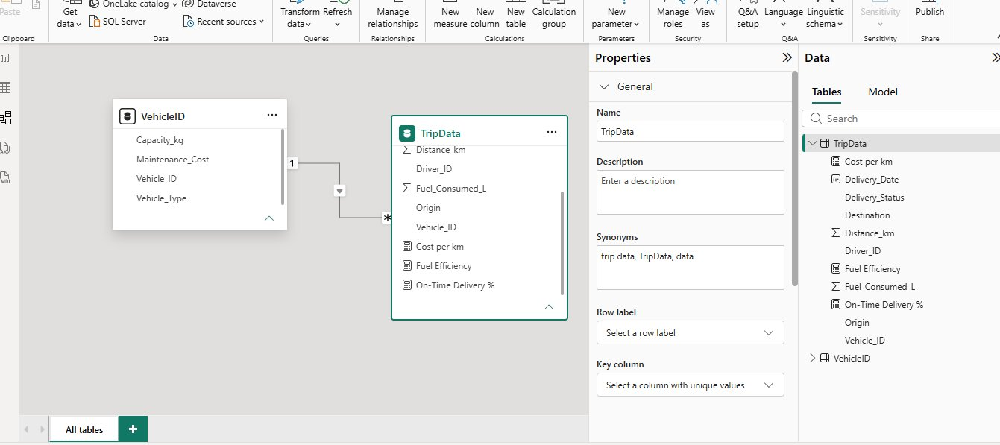 OneLake catalog
Dataverse
Paste
Get data
SQL Server
Recent sources
Transform data
Refresh
Manage relationships
New measure
New column
New table
Calculation group
New parameter
Manage roles
View as
Q&A setup
Language
Linguistic schema
Sensitivity
Publish
Clipboard
Data
Queries
Relationships
Calculations
Parameters
Security
Q&A
Sensitivity
Share
VehicleID
Capacity_kg
Maintenance_Cost
Vehicle_ID
Vehicle_Type
1
*
TripData
Distance_km
Driver_ID
Fuel_Consumed_L
Origin
Vehicle_ID
Cost per km
Fuel Efficiency
On-Time Delivery %
All tables
+
Properties
General
Name
TripData
Description
Enter a description
Synonyms
trip data, TripData, data
Row label
Select a row label
Key column
Select a column with unique values
Data
Tables
Model
Search
TripData
Cost per km
Delivery_Date
Delivery_Status
Destination
Distance_km
Driver_ID
Fuel Efficiency
Fuel_Consumed_L
On-Time Delivery %
Origin
Vehicle_ID
VehicleID